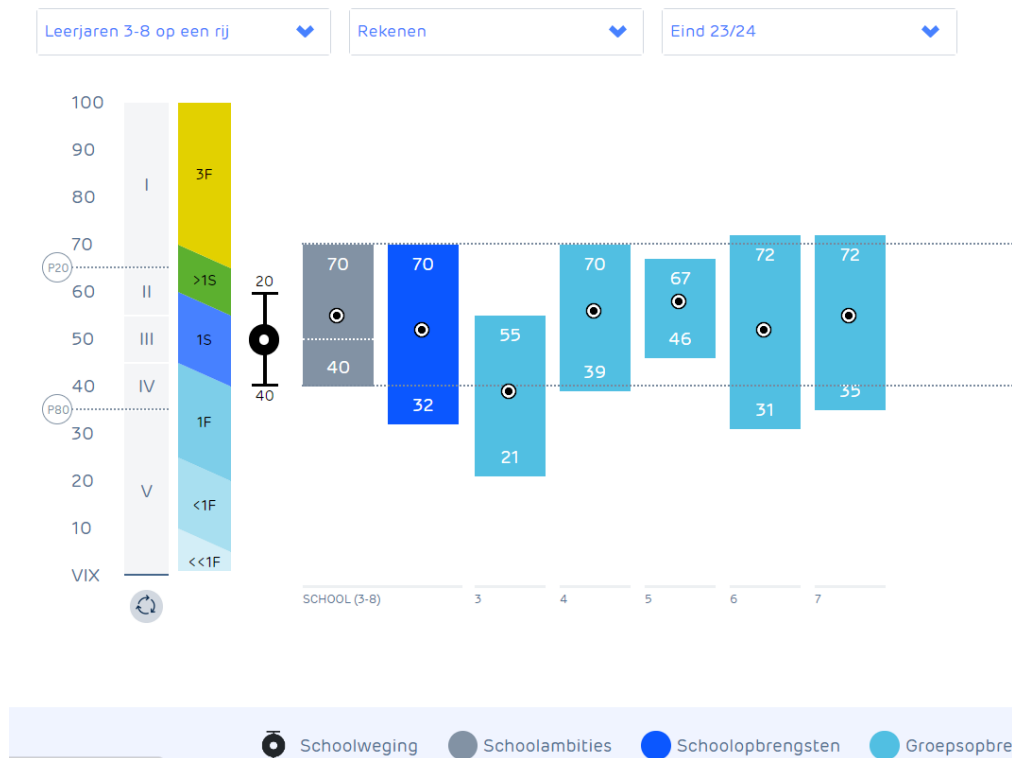 Leerjaren 3-8 op een rij Rekenen Eind 23/24
100
90
80
70
60
50
40
30
20
10
VIX
P20
P80
I
II
III
IV
V
3F
>1S
1S
1F
<1F
<<1F
20
40
70
40
70
32
55
21
70
39
67
46
72
31
72
35
SCHOOL (3-8) 3 4 5 6 7
Schoolweging Schoolambities Schoolopbrengsten Groepsopbre